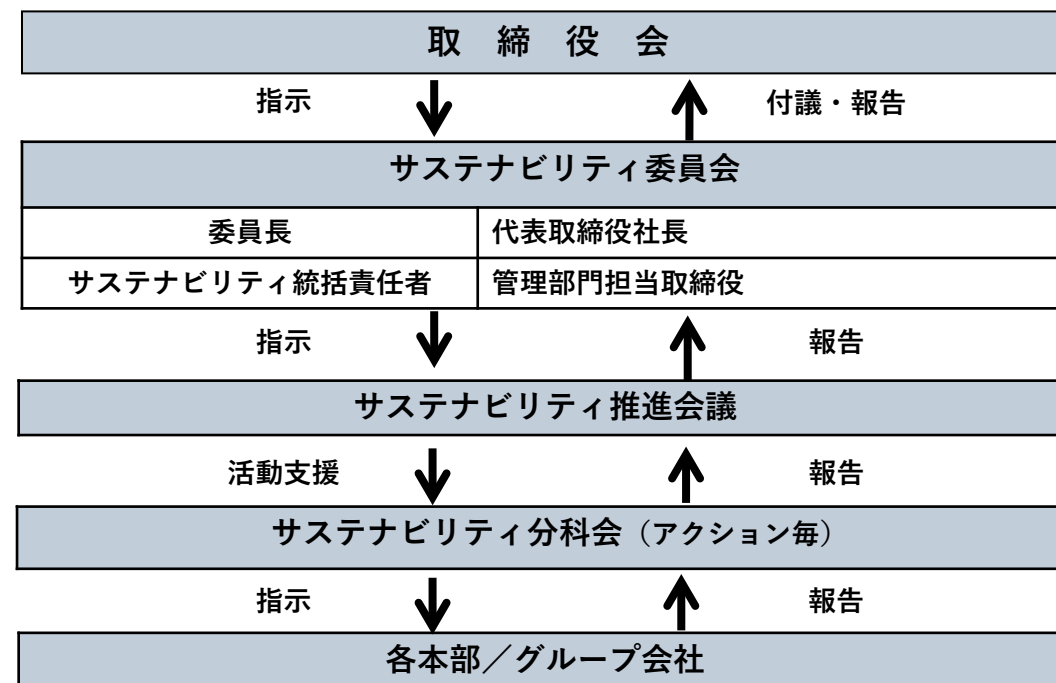 取 締 役 会
指示 付議・報告
サステナビリティ委員会
委員長 代表取締役社長
サステナビリティ統括責任者 管理部門担当取締役
指示 報告
サステナビリティ推進会議
活動支援 報告
サステナビリティ分科会（アクション毎）
指示 報告
各本部／グループ会社